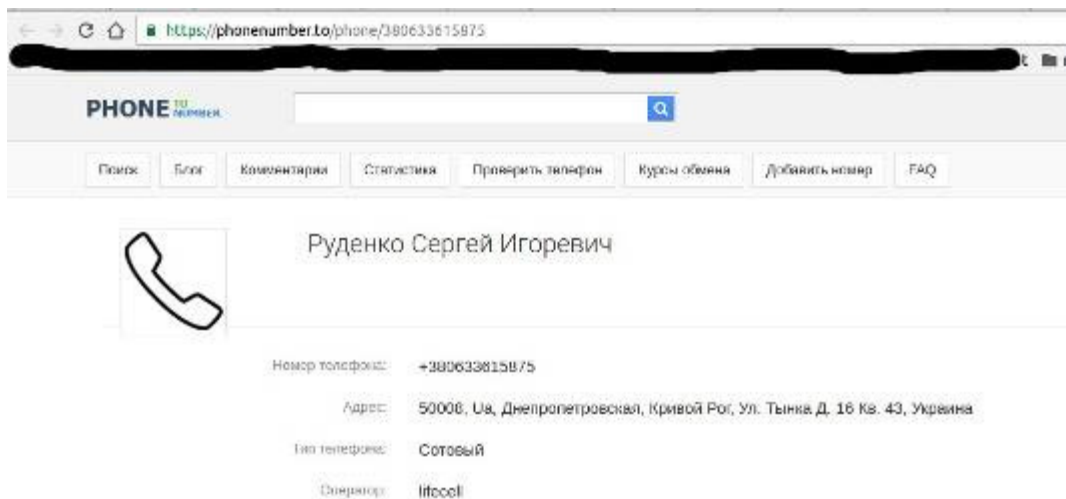 https://phonenumber.to/phone/380633615875
PHONE TO NUMBER
Поиск Блог Комментарии Статистика Проверить телефон Курсы обмена Добавить номер FAQ
Руденко Сергей Игоревич
Номер телефона: +380633615875
Адрес: 50008, Ua, Днепропетровская, Кривой Рог, Ул. Тынка Д. 16 Кв. 43, Украина
Тип телефона: Сотовый
Оператор: lifecell